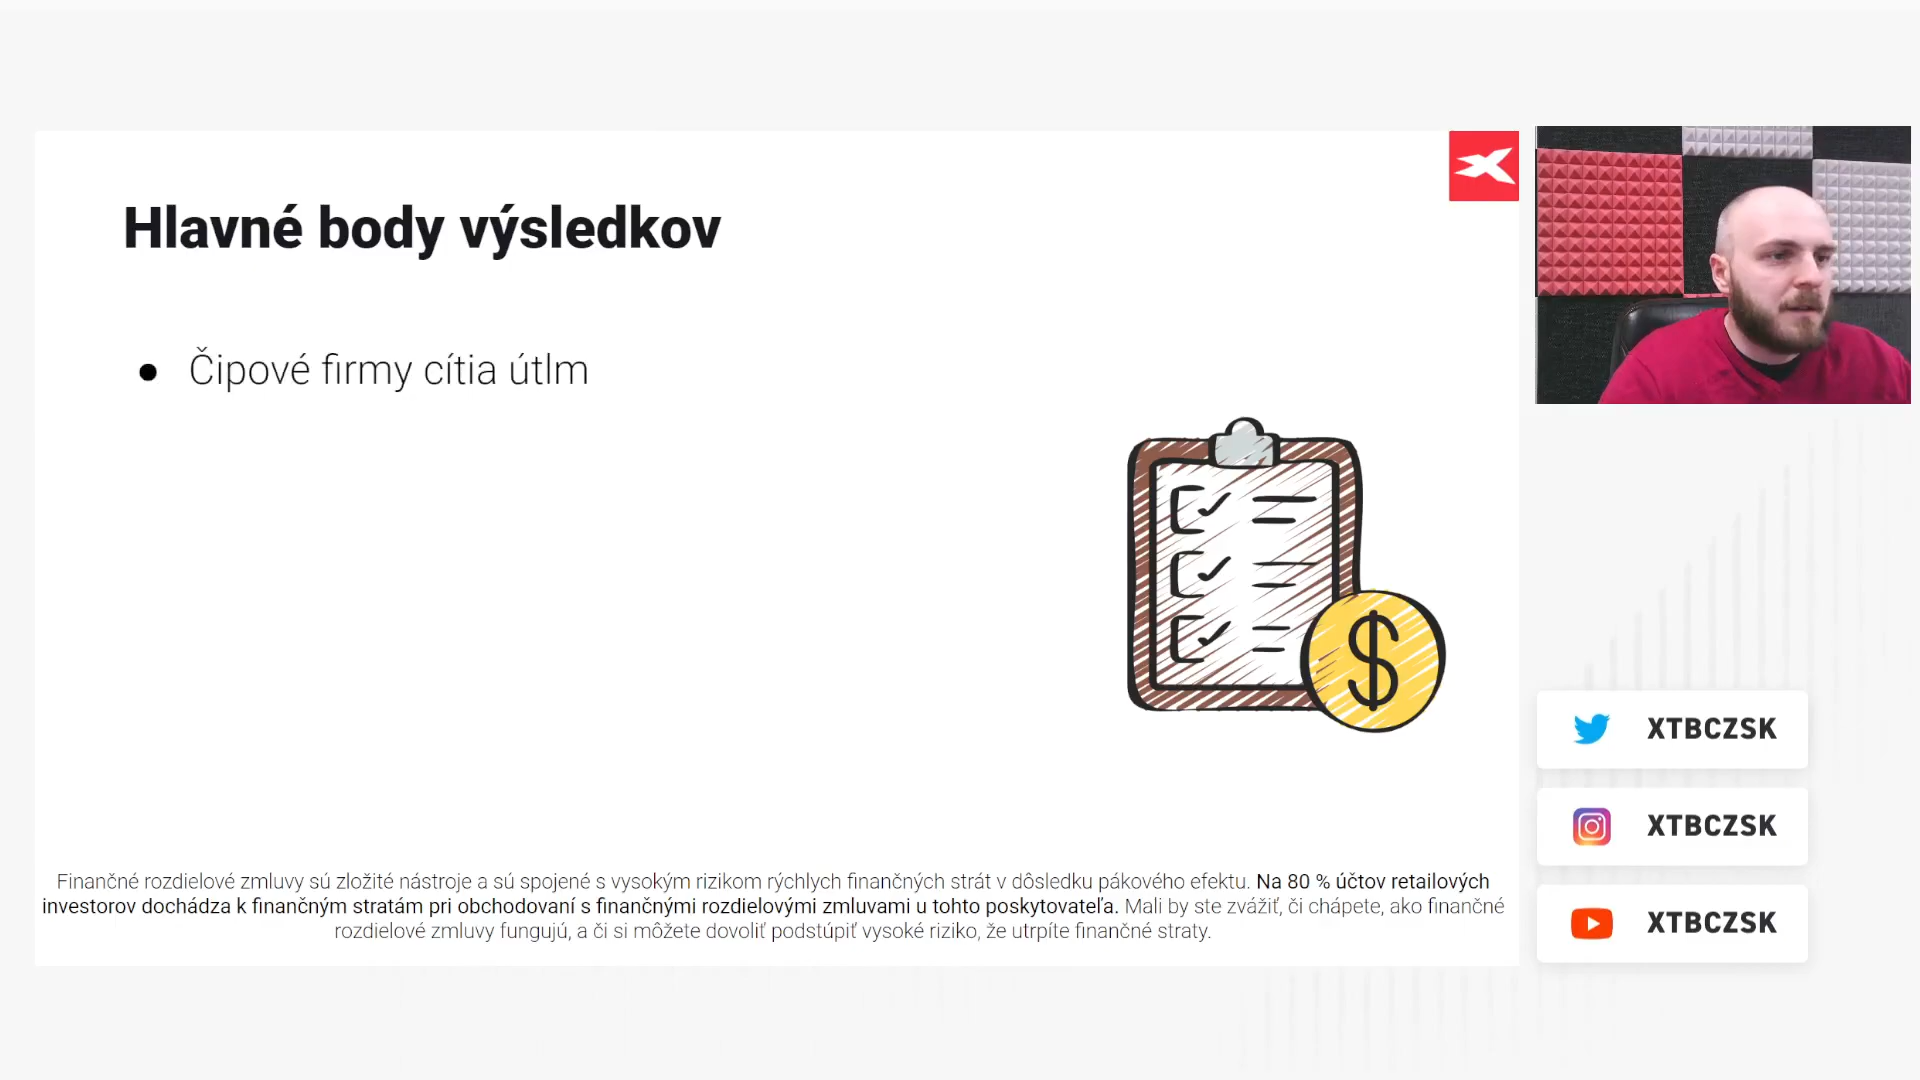 Hlavné body výsledkov
● Čipové firmy cítia útlm
$
Finančné rozdielové zmluvy sú zložité nástroje a sú spojené s vysokým rizikom rýchlych finančných strát v dôsledku pákového efektu. Na 80 % účtov retailových
investorov dochádza k finančným stratám pri obchodovaní s finančnými rozdielovými zmluvami u tohto poskytovateľa. Mali by ste zvážiť, či chápete, ako finančné
rozdielové zmluvy fungujú, a či si môžete dovoliť podstúpiť vysoké riziko, že utrpíte finančné straty.
XTBCZSK
XTBCZSK
XTBCZSK